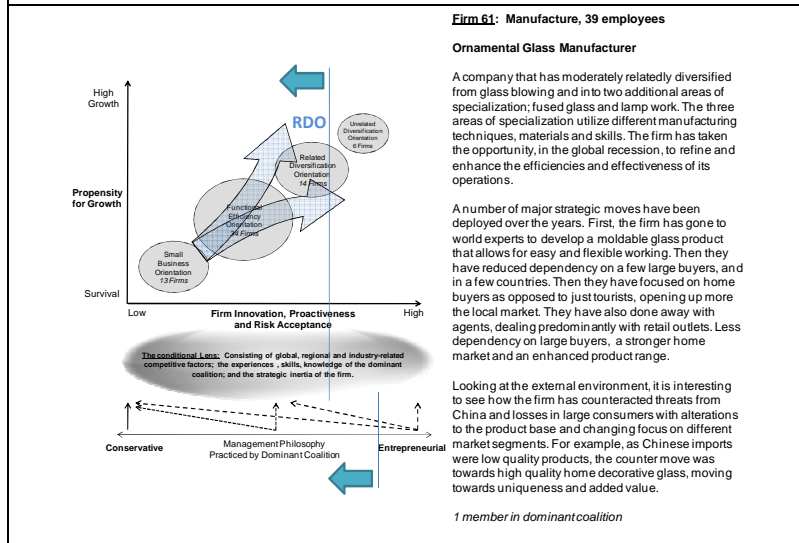 Firm 61: Manufacture, 39 employees
Ornamental Glass Manufacturer
A company that has moderately relatedly diversified
from glass blowing and into two additional areas of
specialization; fused glass and lamp work. The three
areas of specialization utilize different manufacturing
techniques, materials and skills. The firm has taken
the opportunity, in the global recession, to refine and
enhance the efficiencies and effectiveness of its
operations.
A number of major strategic moves have been
deployed over the years. First, the firm has gone to
world experts to develop a moldable glass product
that allows for easy and flexible working. Then they
have reduced dependency on a few large buyers, and
in a few countries. Then they have focused on home
buyers as opposed to just tourists, opening up more
the local market. They have also done away with
agents, dealing predominantly with retail outlets. Less
dependency on large buyers, a stronger home
market and an enhanced product range.
Looking at the external environment, it is interesting
to see how the firm has counteracted threats from
China and losses in large consumers with alterations
to the product base and changing focus on different
market segments. For example, as Chinese imports
were low quality products, the counter move was
towards high quality home decorative glass, moving
towards uniqueness and added value.
1 member in dominant coalition
High
Growth
RDO
Unrelated
Diversification
Orientation
6 Firms
Related
Diversification
Orientation
14 Firms
Propensity
for Growth
Functional
Efficiency
Orientation
24 Firms
Small
Business
Orientation
13 Firms
Survival
Low
Firm Innovation, Proactiveness
and Risk Acceptance
High
The conditional Lens: Consisting of global, regional and industry-related
competitive factors; the experiences , skills, knowledge of the dominant
coalition; and the strategic inertia of the firm.
Conservative
Management Philosophy
Practiced by Dominant Coalition
Entrepreneurial